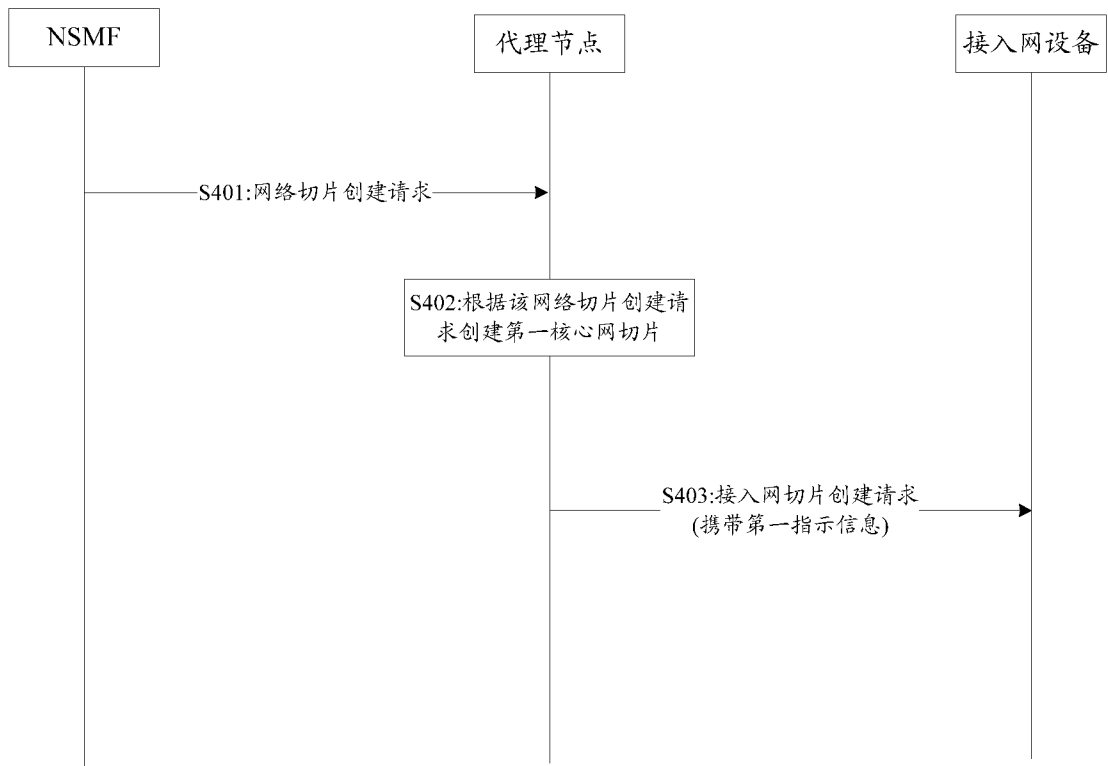 NSMF
代理节点
接入网设备
S401:网络切片创建请求
S402:根据该网络切片创建请
求创建第一核心网切片
S403:接入网切片创建请求
(携带第一指示信息)